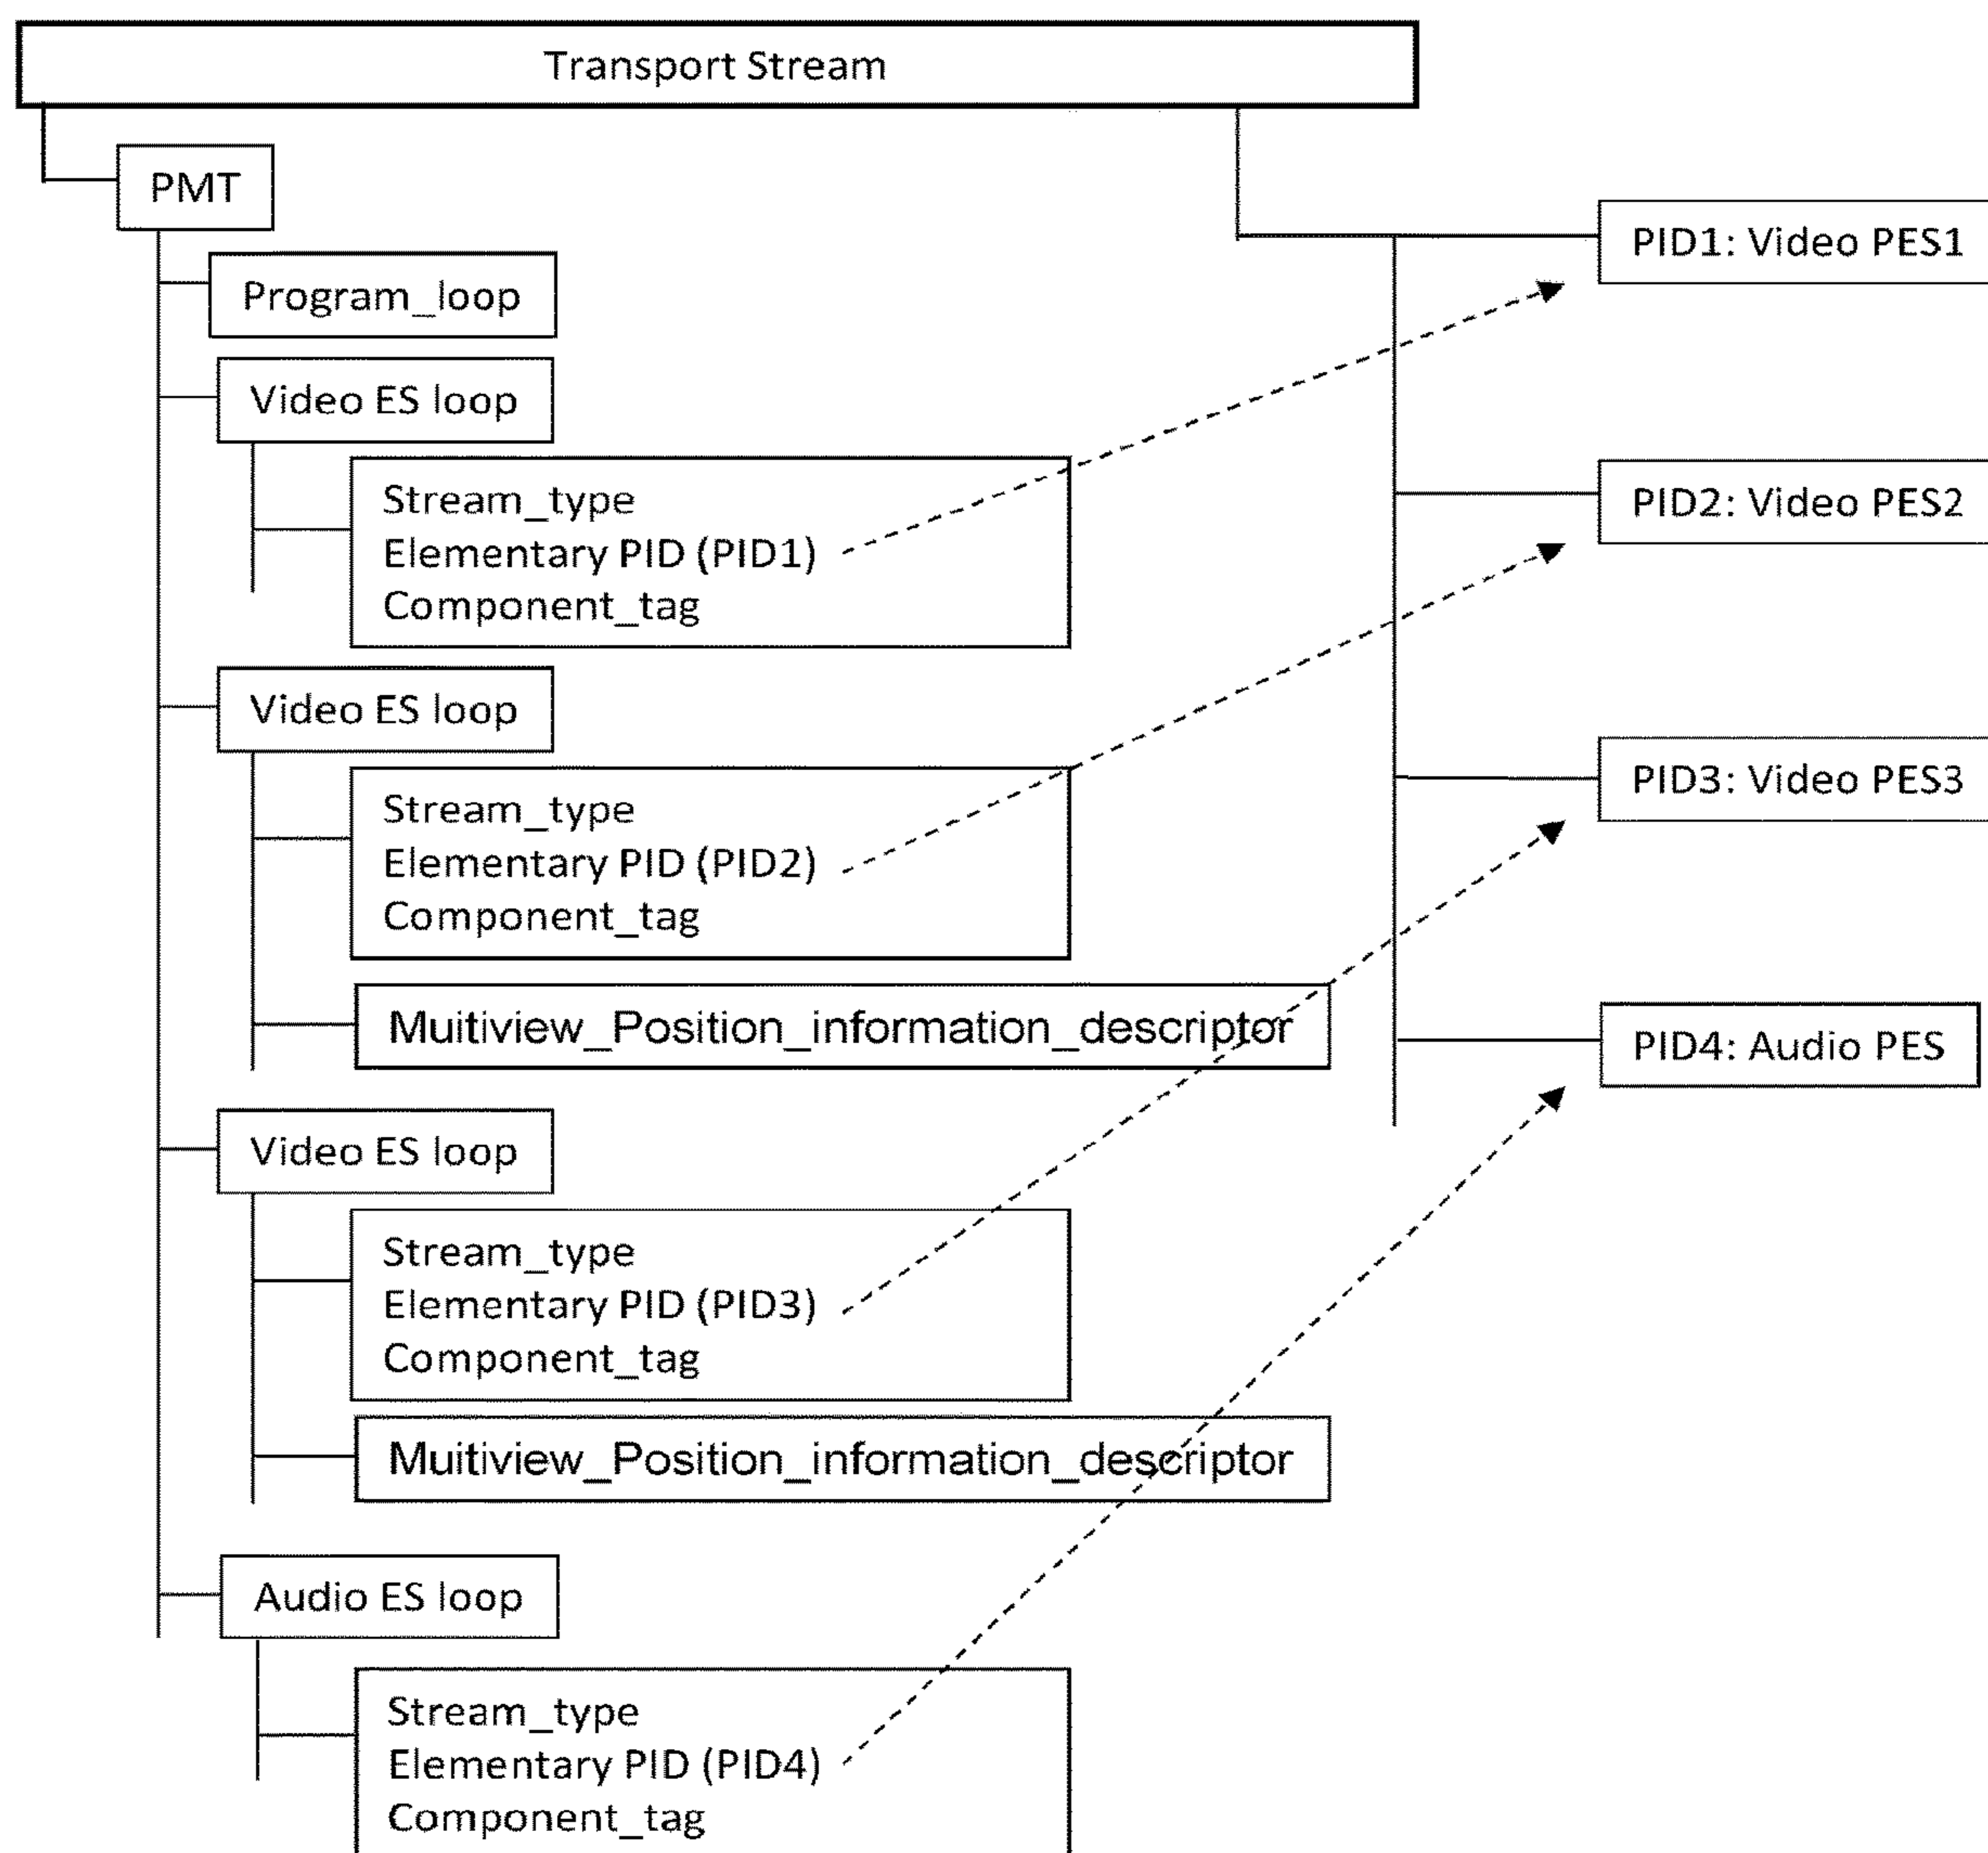 Transport Stream
PMT
Program_loop
Video ES loop
Stream_type
Elementary PID (PID1)
Component_tag
Video ES loop
Stream_type
Elementary PID (PID2)
Component_tag
Muitiview_Position_information_descriptor
Video ES loop
Stream_type
Elementary PID (PID3)
Component_tag
Muitiview_Position_information_descriptor
Audio ES loop
Stream_type
Elementary PID (PID4)
Component_tag
PID1: Video PES1
PID2: Video PES2
PID3: Video PES3
PID4: Audio PES